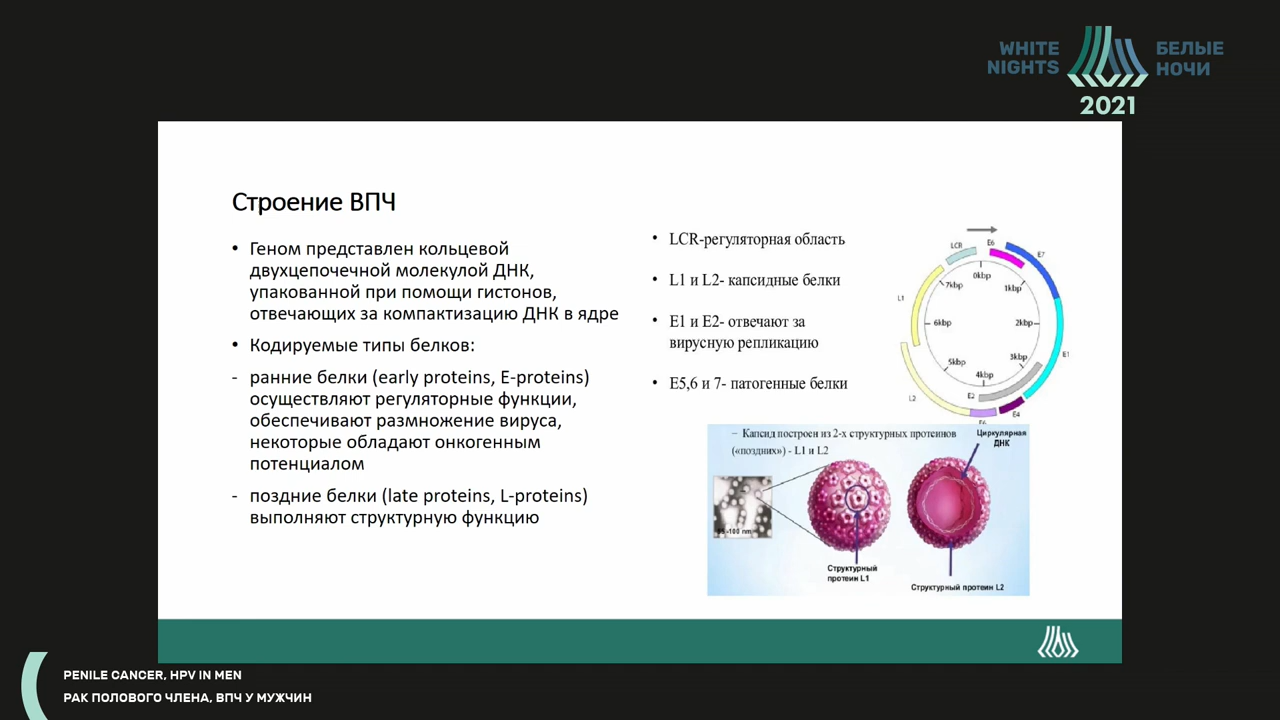 WHITE
NIGHTS
БЕЛЫЕ
НОЧИ
2021
Строение ВПЧ
• Геном представлен кольцевой
двухцепочечной молекулой ДНК,
упакованной при помощи гистонов,
отвечающих за компактизацию ДНК в ядре
• Кодируемые типы белков:
- ранние белки (early proteins, E-proteins)
осуществляют регуляторные функции,
обеспечивают размножение вируса,
некоторые обладают онкогенным
потенциалом
- поздние белки (late proteins, L-proteins)
выполняют структурную функцию
• LCR-регуляторная область
• L1 и L2- капсидные белки
• E1 и E2- отвечают за
вирусную репликацию
• E5,6 и 7- патогенные белки
LCR
E6
E7
L1
0kbp
7kbp
1kbp
6kbp
2kbp
E1
5kbp
3kbp
4kbp
L2
E2
E4
– Капсид построен из 2-х структурных протеинов
(«поздних») - L1 и L2
Циркулярная
ДНК
-100 nm
Структурный
протеин L1
Структурный протеин L2
PENILE CANCER, HPV IN MEN
РАК ПОЛОВОГО ЧЛЕНА, ВПЧ У МУЖЧИН